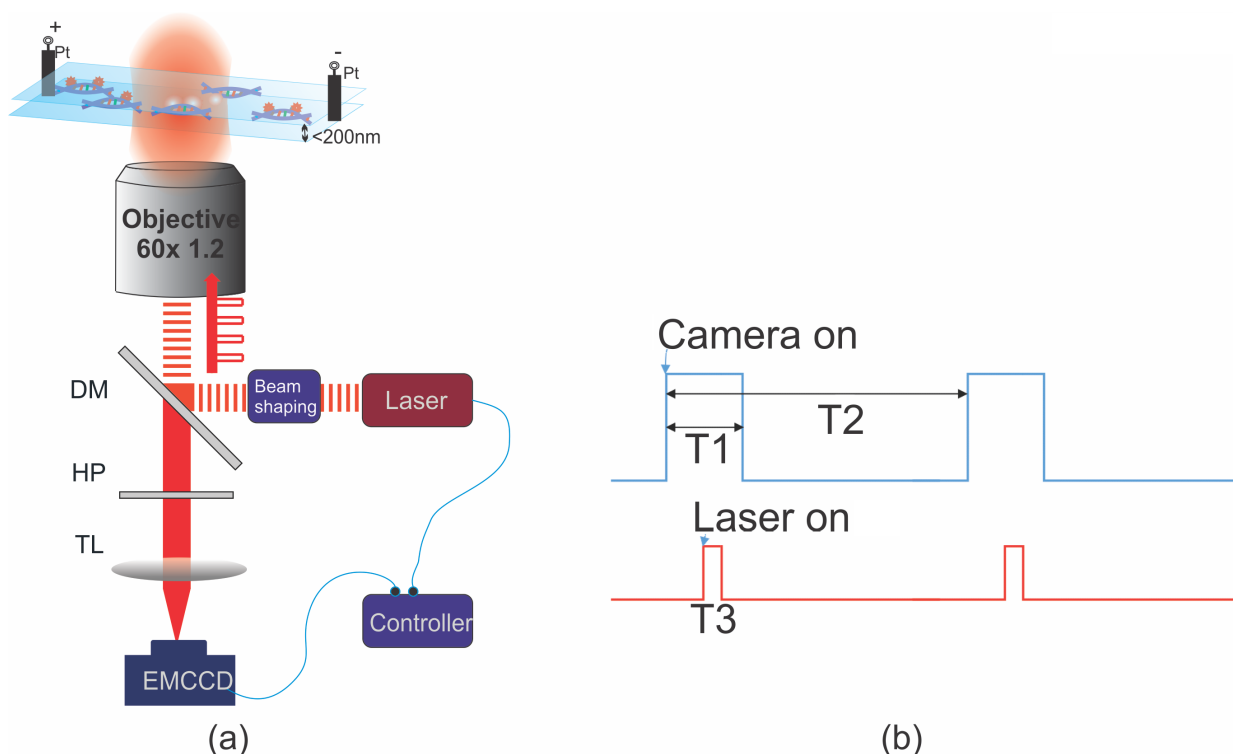 +
Pt
-
Pt
<200nm
Objective
60x 1.2
DM
Beam
shaping
Laser
HP
TL
Controller
EMCCD
(a)
Camera on
T2
T1
Laser on
T3
(b)